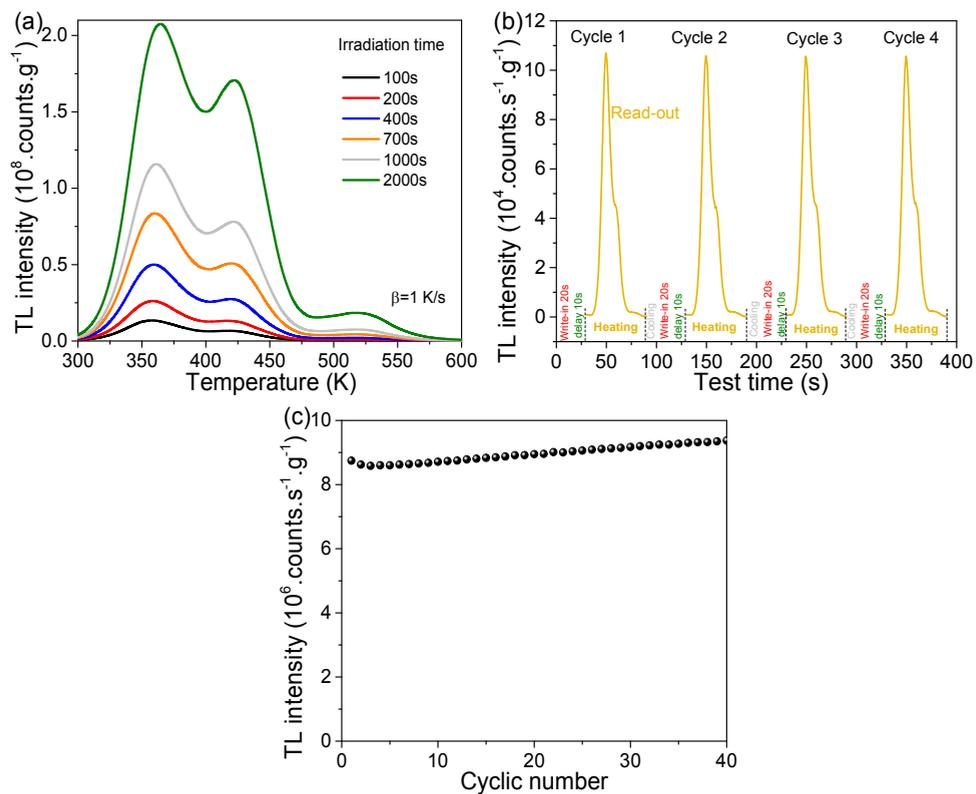 (a)
TL intensity (10⁸.counts.g⁻¹)
2.0
1.5
1.0
0.5
0.0
Irradiation time
100s
200s
400s
700s
1000s
2000s
β=1 K/s
300 350 400 450 500 550 600
Temperature (K)
(b)
TL intensity (10⁴.counts.s⁻¹.g⁻¹)
12
10
8
6
4
2
0
Cycle 1 Cycle 2 Cycle 3 Cycle 4
Read-out
Write-in 20s delay 10s Heating Cooling Write-in 20s delay 10s Heating Cooling Write-in 20s delay 10s Heating Cooling Write-in 20s delay 10s Heating
0 50 100 150 200 250 300 350 400
Test time (s)
(c)
TL intensity (10⁶.counts.s⁻¹.g⁻¹)
10
8
6
4
2
0
0 10 20 30 40
Cyclic number